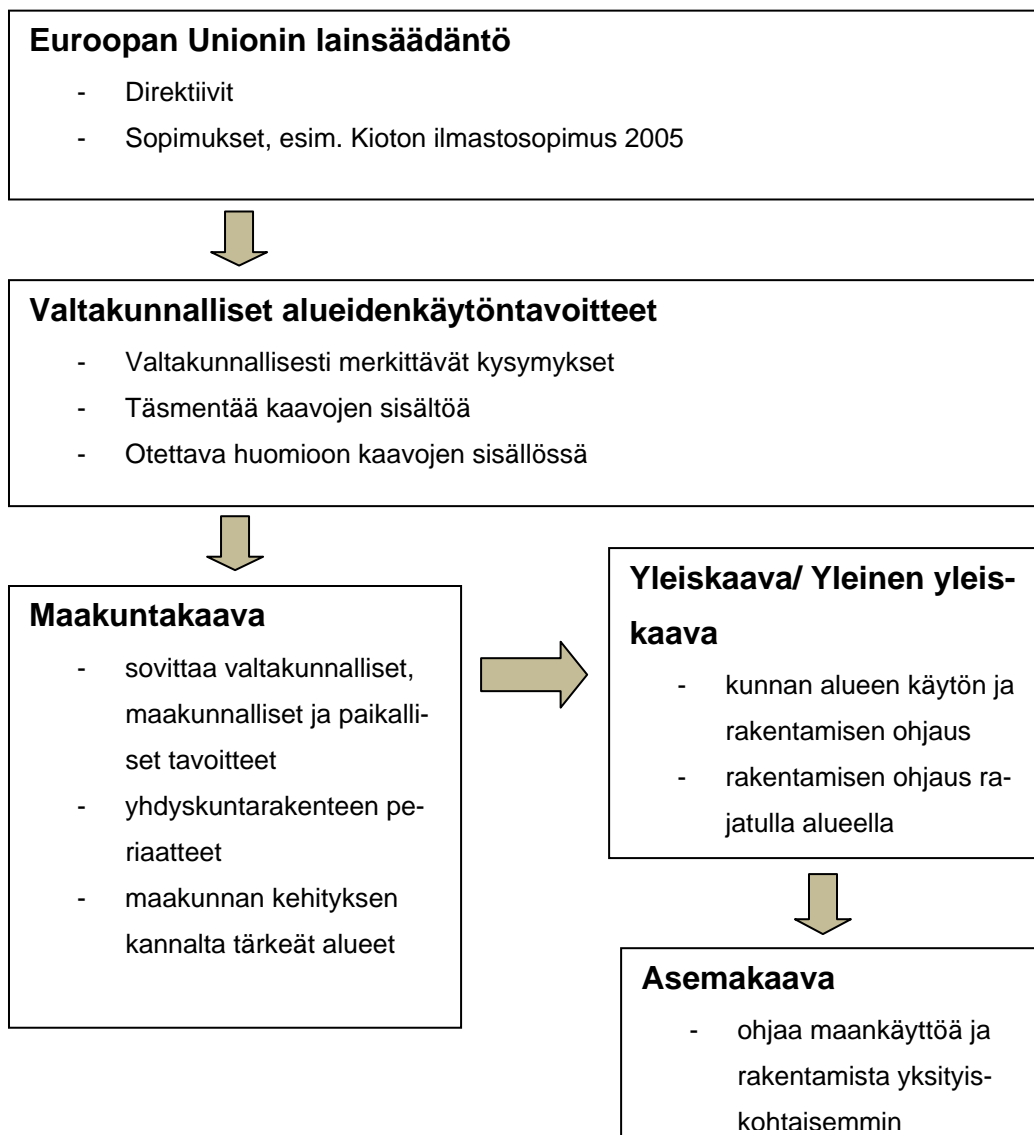 Euroopan Unionin lainsäädäntö
- Direktiivit
- Sopimukset, esim. Kioton ilmastosopimus 2005
Valtakunnalliset alueidenkäytöntavoitteet
- Valtakunnallisesti merkittävät kysymykset
- Täsmentää kaavojen sisältöä
- Otettava huomioon kaavojen sisällössä
Maakuntakaava
- sovittaa valtakunnalliset,
maakunnalliset ja paikalli-
set tavoitteet
- yhdyskuntarakenteen pe-
riaatteet
- maakunnan kehityksen
kannalta tärkeät alueet
Yleiskaava/ Yleinen yleis-
kaava
- kunnan alueen käytön ja
rakentamisen ohjaus
- rakentamisen ohjaus ra-
jatulla alueella
Asemakaava
- ohjaa maankäyttöä ja
rakentamista yksityis-
kohtaisemmin